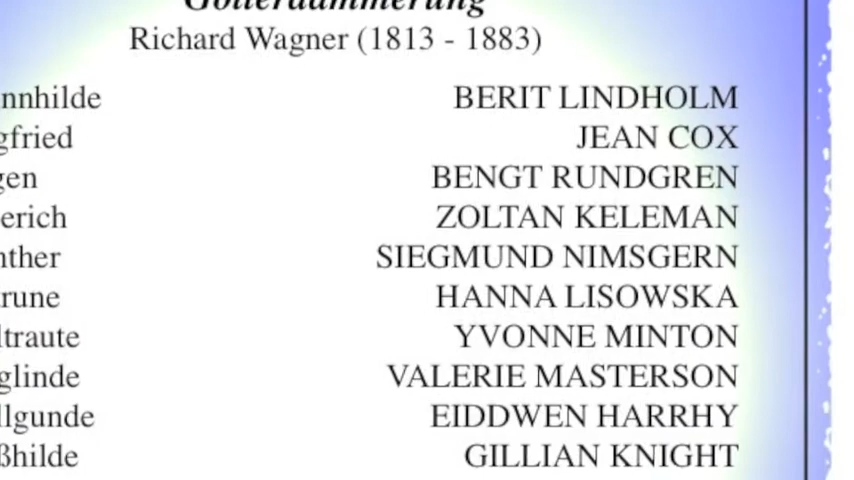 Götterdämmerung
Richard Wagner (1813 - 1883)
nnhilde BERIT LINDHOLM
gfried JEAN COX
gen BENGT RUNDGREN
erich ZOLTAN KELEMAN
nther SIEGMUND NIMSGERN
rune HANNA LISOWSKA
ltraute YVONNE MINTON
glinde VALERIE MASTERSON
llgunde EIDDWEN HARRHY
ßhilde GILLIAN KNIGHT